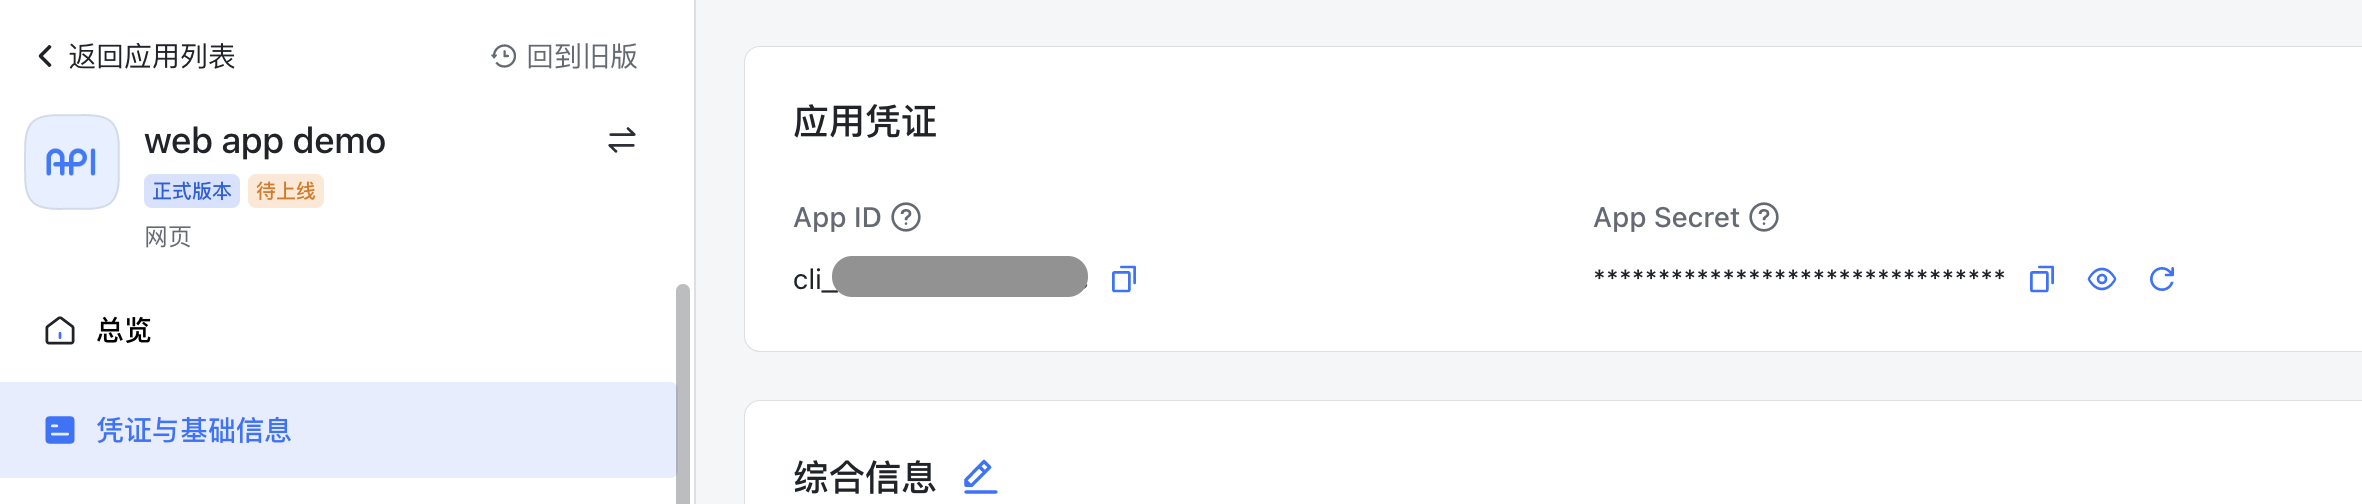 返回应用列表
回到旧版
API
web app demo
正式版本 待上线
网页
总览
凭证与基础信息
应用凭证
App ID
cli_
App Secret
********************************
综合信息